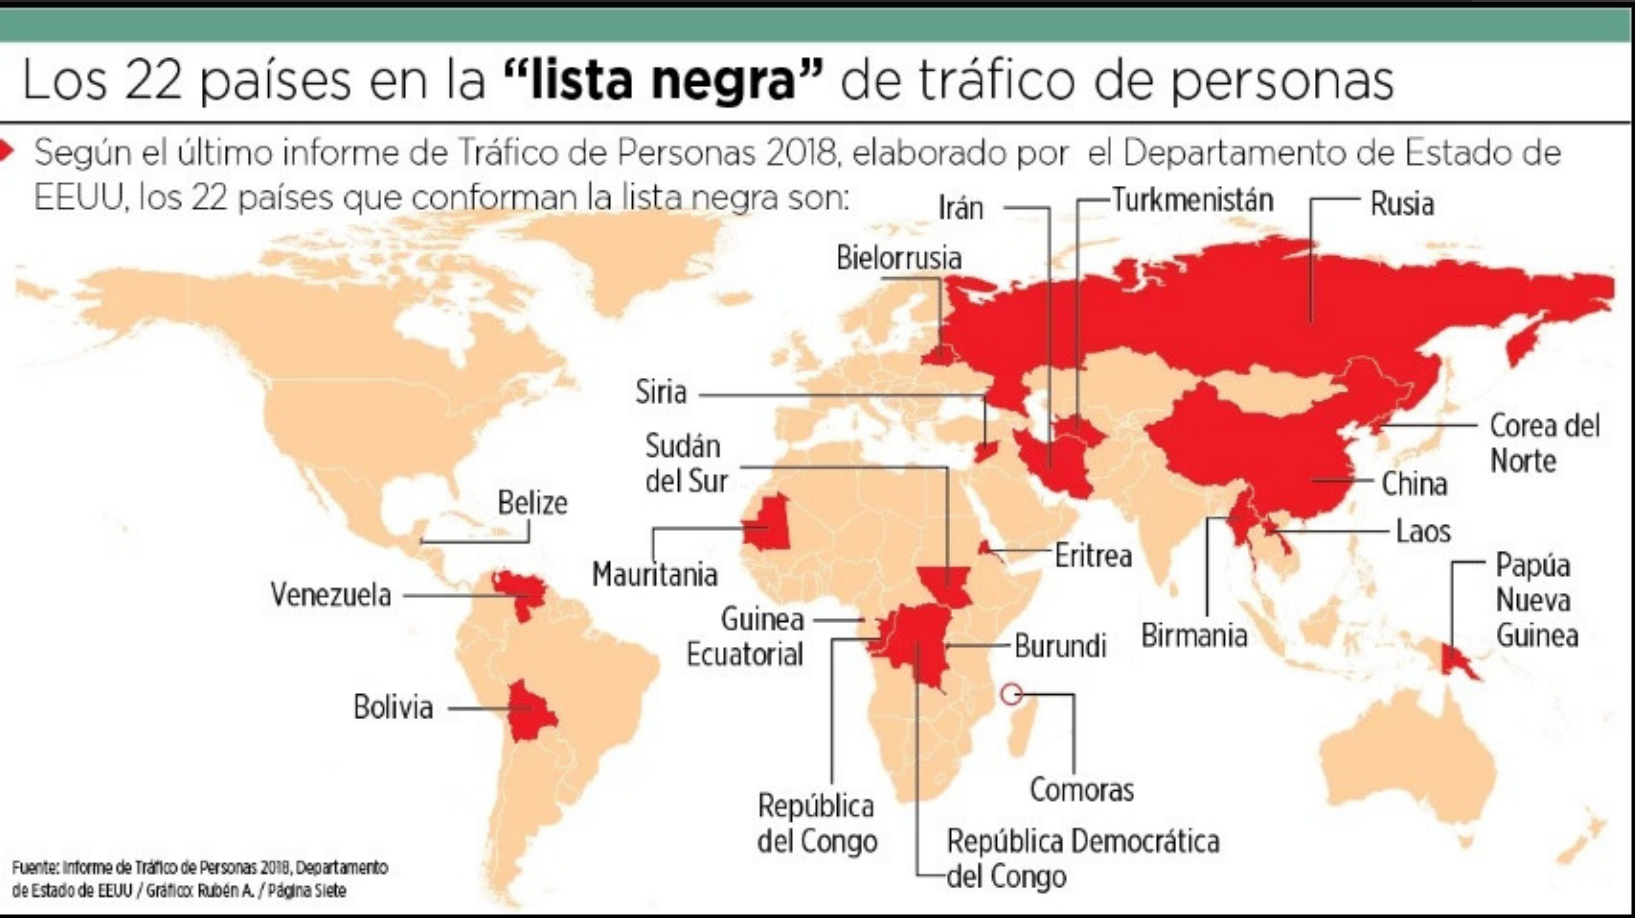 Los 22 países en la “lista negra” de tráfico de personas
Según el último informe de Tráfico de Personas 2018, elaborado por el Departamento de Estado de
EEUU, los 22 países que conforman la lista negra son:
Irán
Turkmenistán
Rusia
Bielorrusia
Siria
Sudán
del Sur
Corea del
Norte
China
Belize
Laos
Mauritania
Eritrea
Papúa
Nueva
Guinea
Venezuela
Guinea
Ecuatorial
Burundi
Birmania
Bolivia
Comoras
República
del Congo
República Democrática
del Congo
Fuente: Informe de Tráfico de Personas 2018, Departamento
de Estado de EEUU / Gráfico: Rubén A. / Página Siete